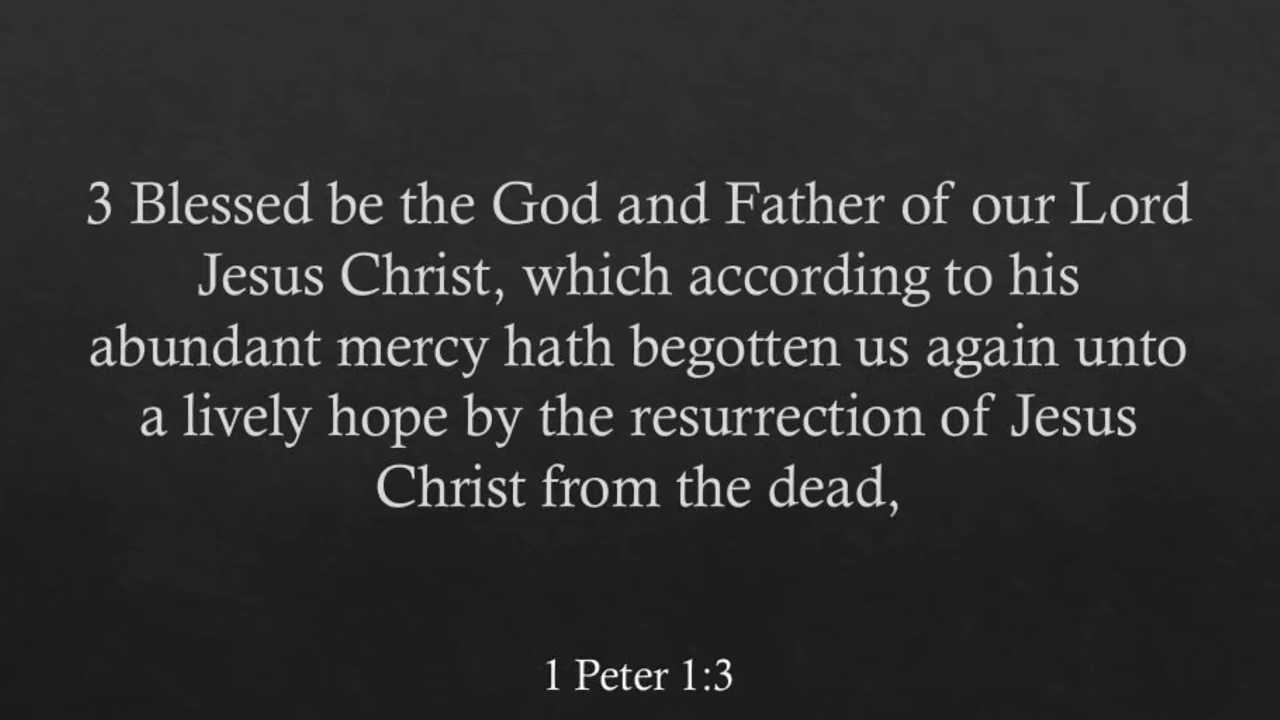 3 Blessed be the God and Father of our Lord
Jesus Christ, which according to his
abundant mercy hath begotten us again unto
a lively hope by the resurrection of Jesus
Christ from the dead,
1 Peter 1:3